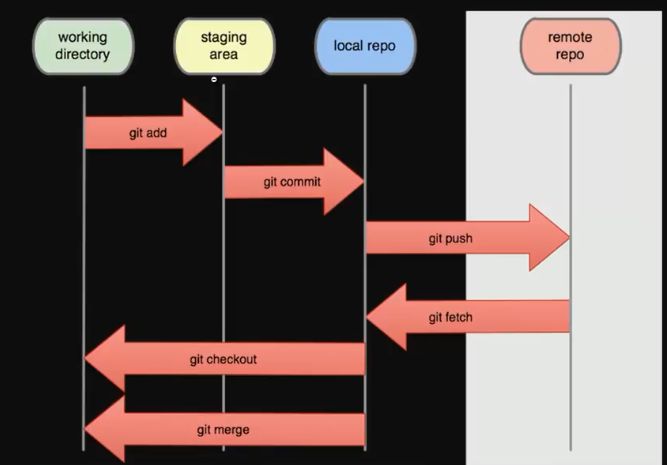 working
directory
staging
area
local repo
remote
repo
git add
git commit
git push
git fetch
git checkout
git merge